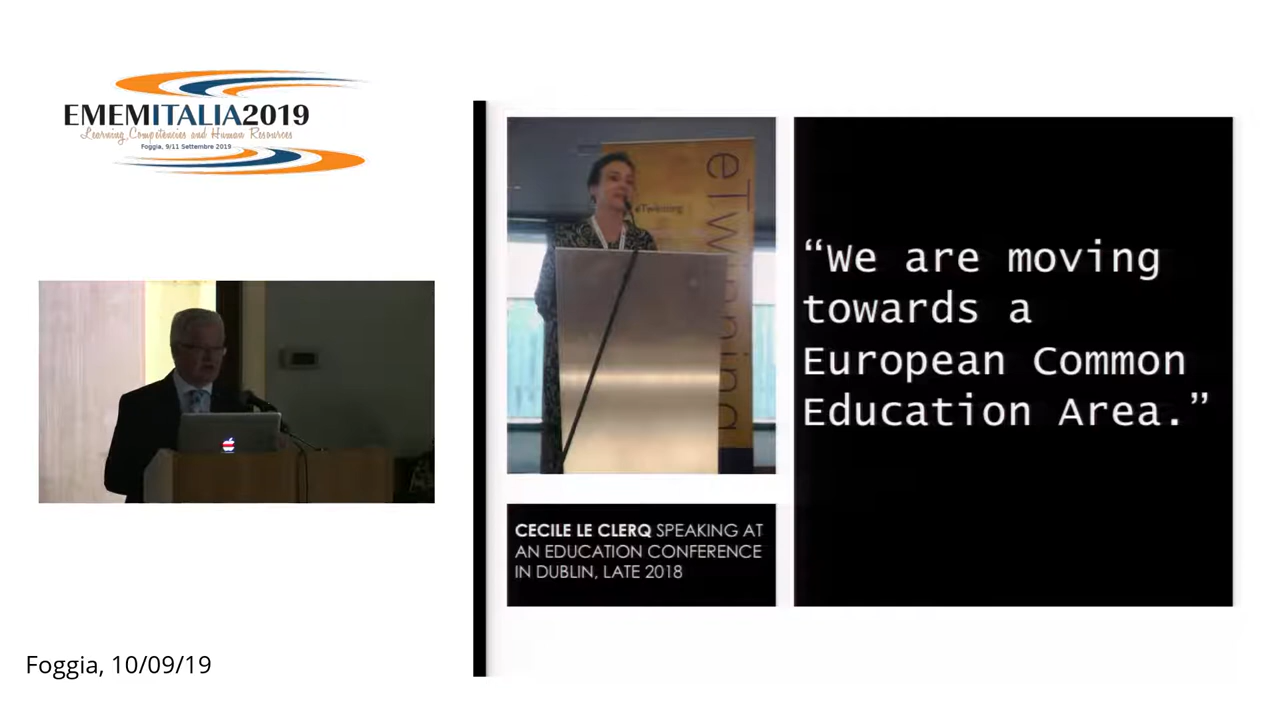 EMEMITALIA2019
Learning, Competencies and Human Resources
Foggia, 9/11 Settembre 2019
eTwinning
eTwinning
“We are moving
towards a
European Common
Education Area.”
CECILE LE CLERQ SPEAKING AT
AN EDUCATION CONFERENCE
IN DUBLIN, LATE 2018
Foggia, 10/09/19